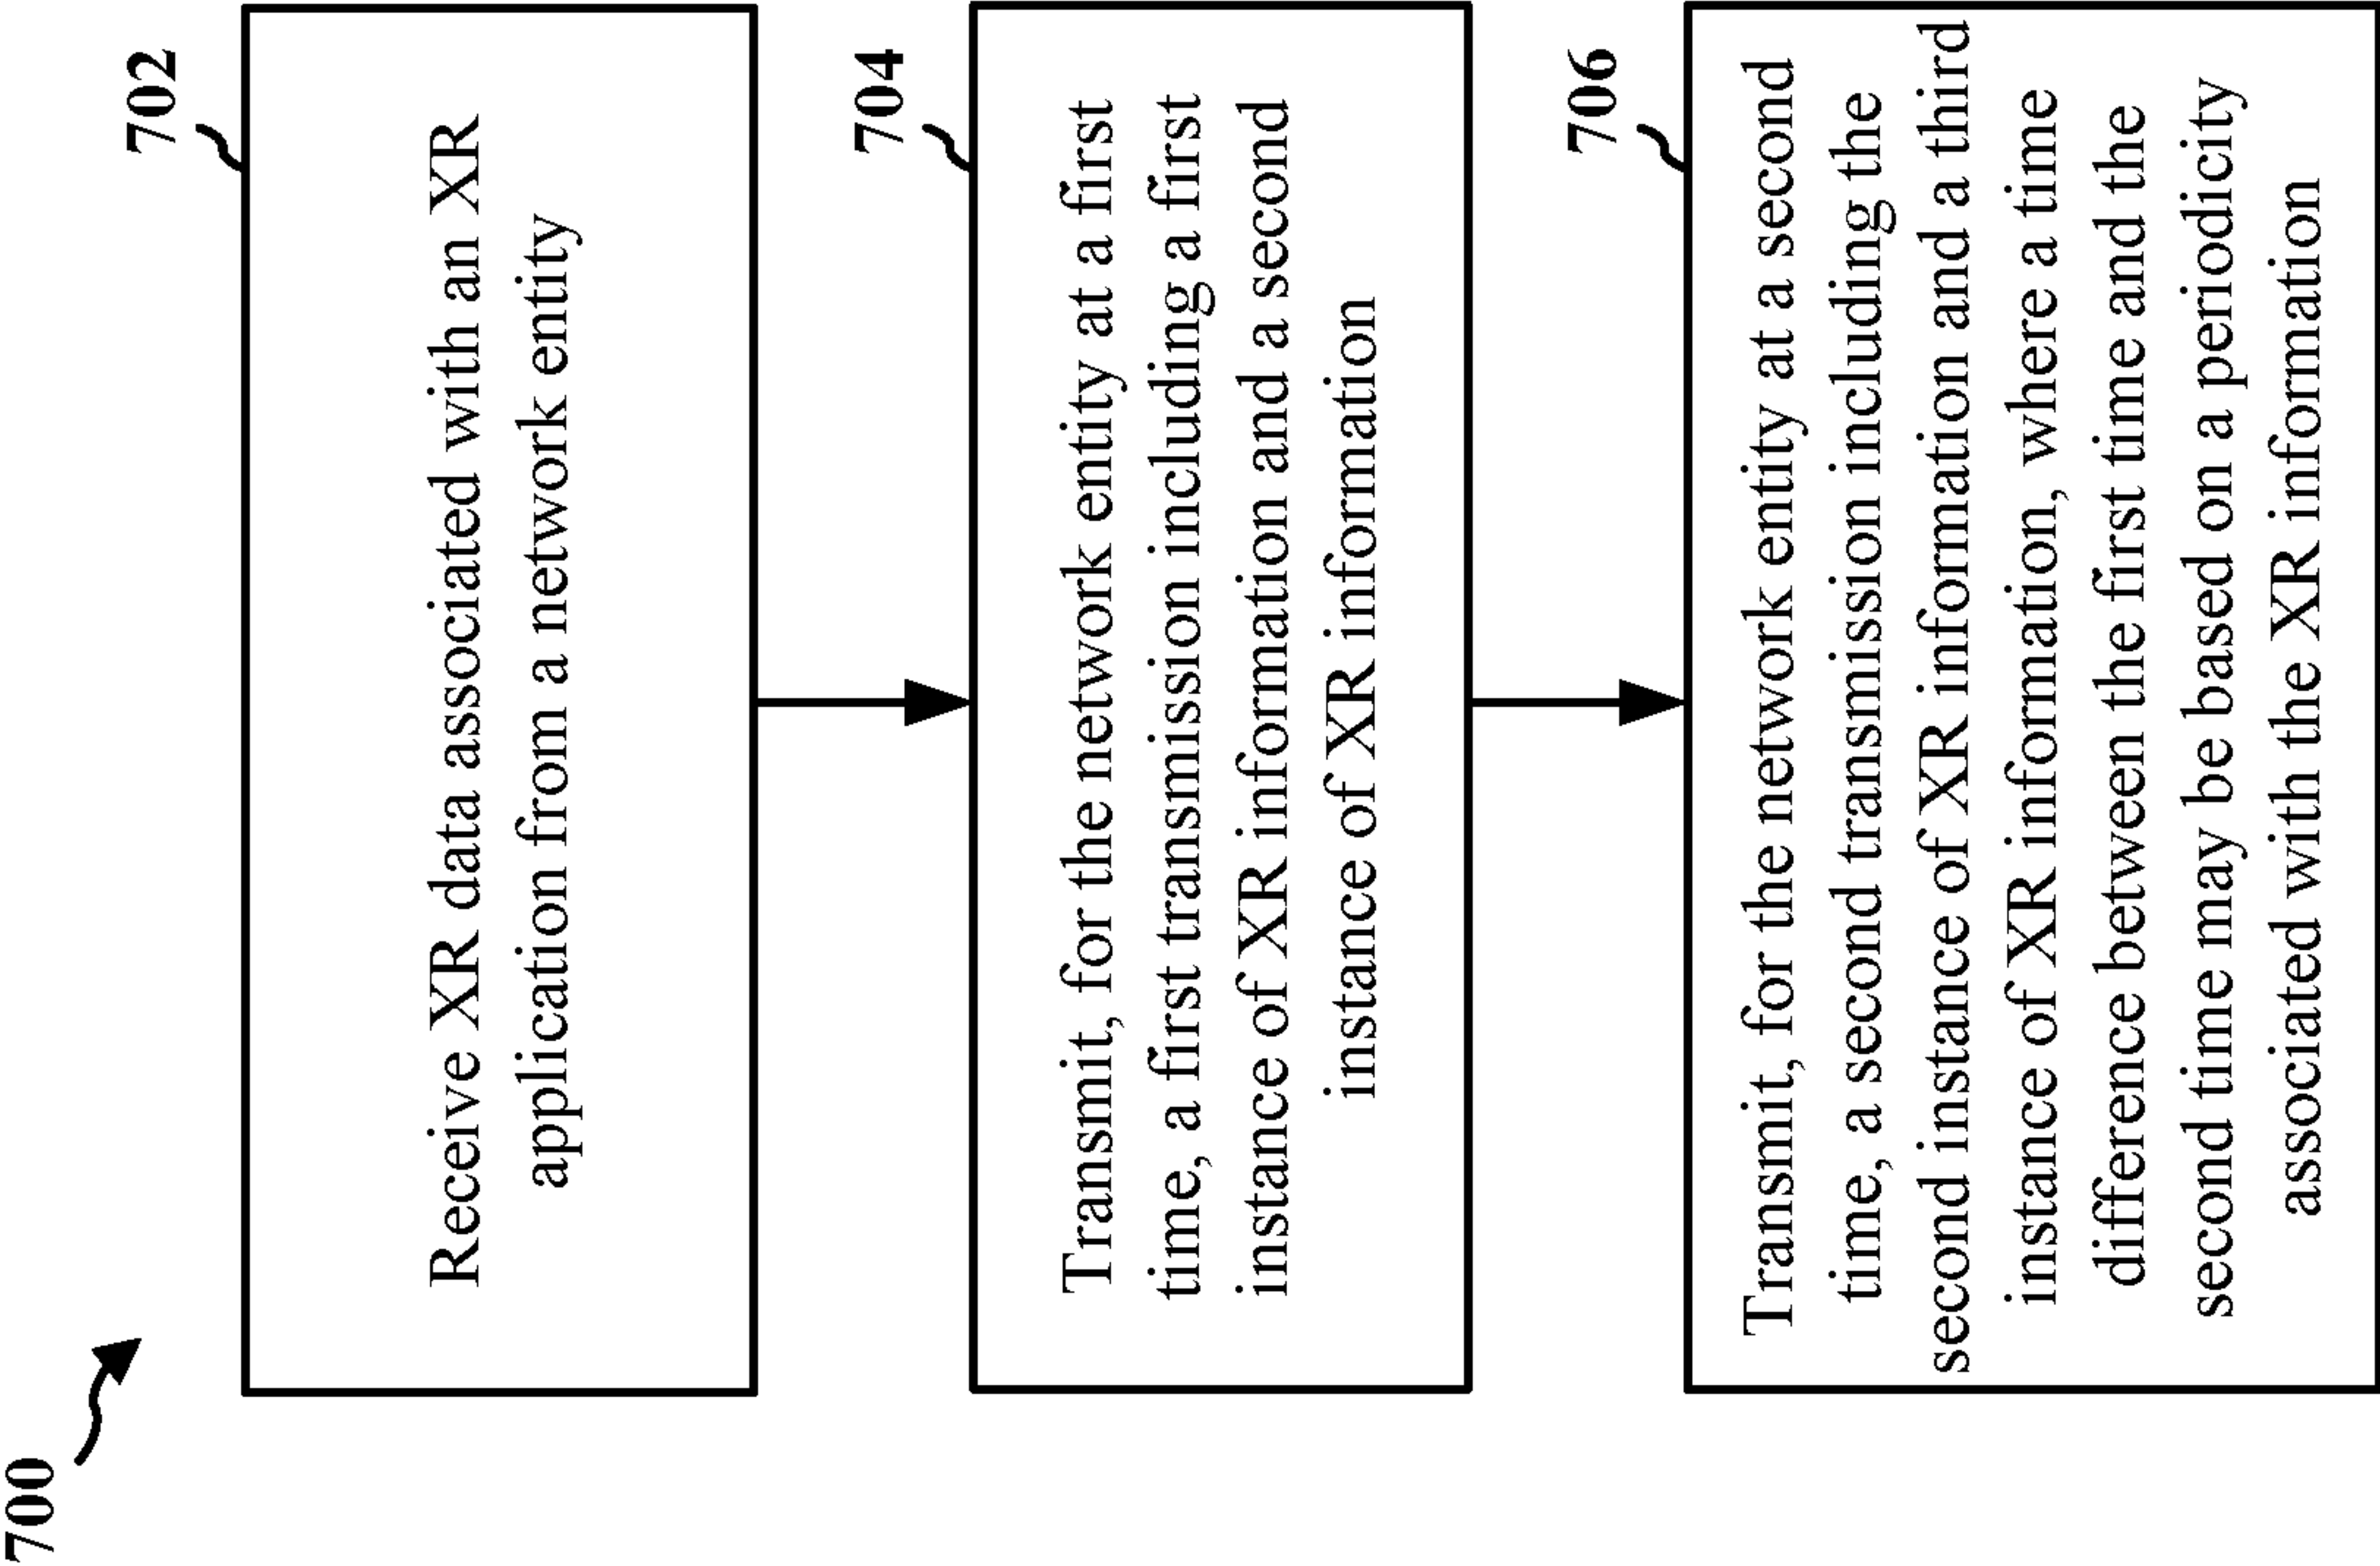 700
702
Receive XR data associated with an XR
application from a network entity
704
Transmit, for the network entity at a first
time, a first transmission including a first
instance of XR information and a second
instance of XR information
706
Transmit, for the network entity at a second
time, a second transmission including the
second instance of XR information and a third
instance of XR information, where a time
difference between the first time and the
second time may be based on a periodicity
associated with the XR information